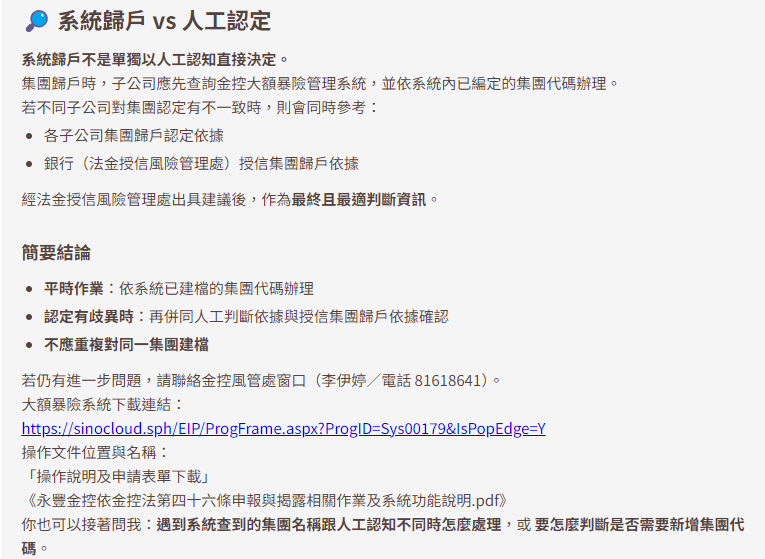 🔎 系統歸戶 vs 人工認定
系統歸戶不是單獨以人工認知直接決定。
集團歸戶時，子公司應先查詢金控大額暴險管理系統，並依系統內已編定的集團代碼辦理。
若不同子公司對集團認定有不一致時，則會同時參考：
• 各子公司集團歸戶認定依據
• 銀行（法金授信風險管理處）授信集團歸戶依據
經法金授信風險管理處出具建議後，作為最終且最適判斷資訊。
簡要結論
• 平時作業：依系統已建檔的集團代碼辦理
• 認定有歧異時：再併同人工判斷依據與授信集團歸戶依據確認
• 不應重複對同一集團建檔
若仍有進一步問題，請聯絡金控風管處窗口（李伊婷／電話 81618641）。
大額暴險系統下載連結：
https://sinocloud.sph/EIP/ProgFrame.aspx?ProgID=Sys00179&IsPopEdge=Y
操作文件位置與名稱：
「操作說明及申請表單下載」
《永豐金控依金控法第四十六條申報與揭露相關作業及系統功能說明.pdf》
你也可以接著問我：遇到系統查到的集團名稱跟人工認知不同時怎麼處理，或 要怎麼判斷是否需要新增集團代
碼。